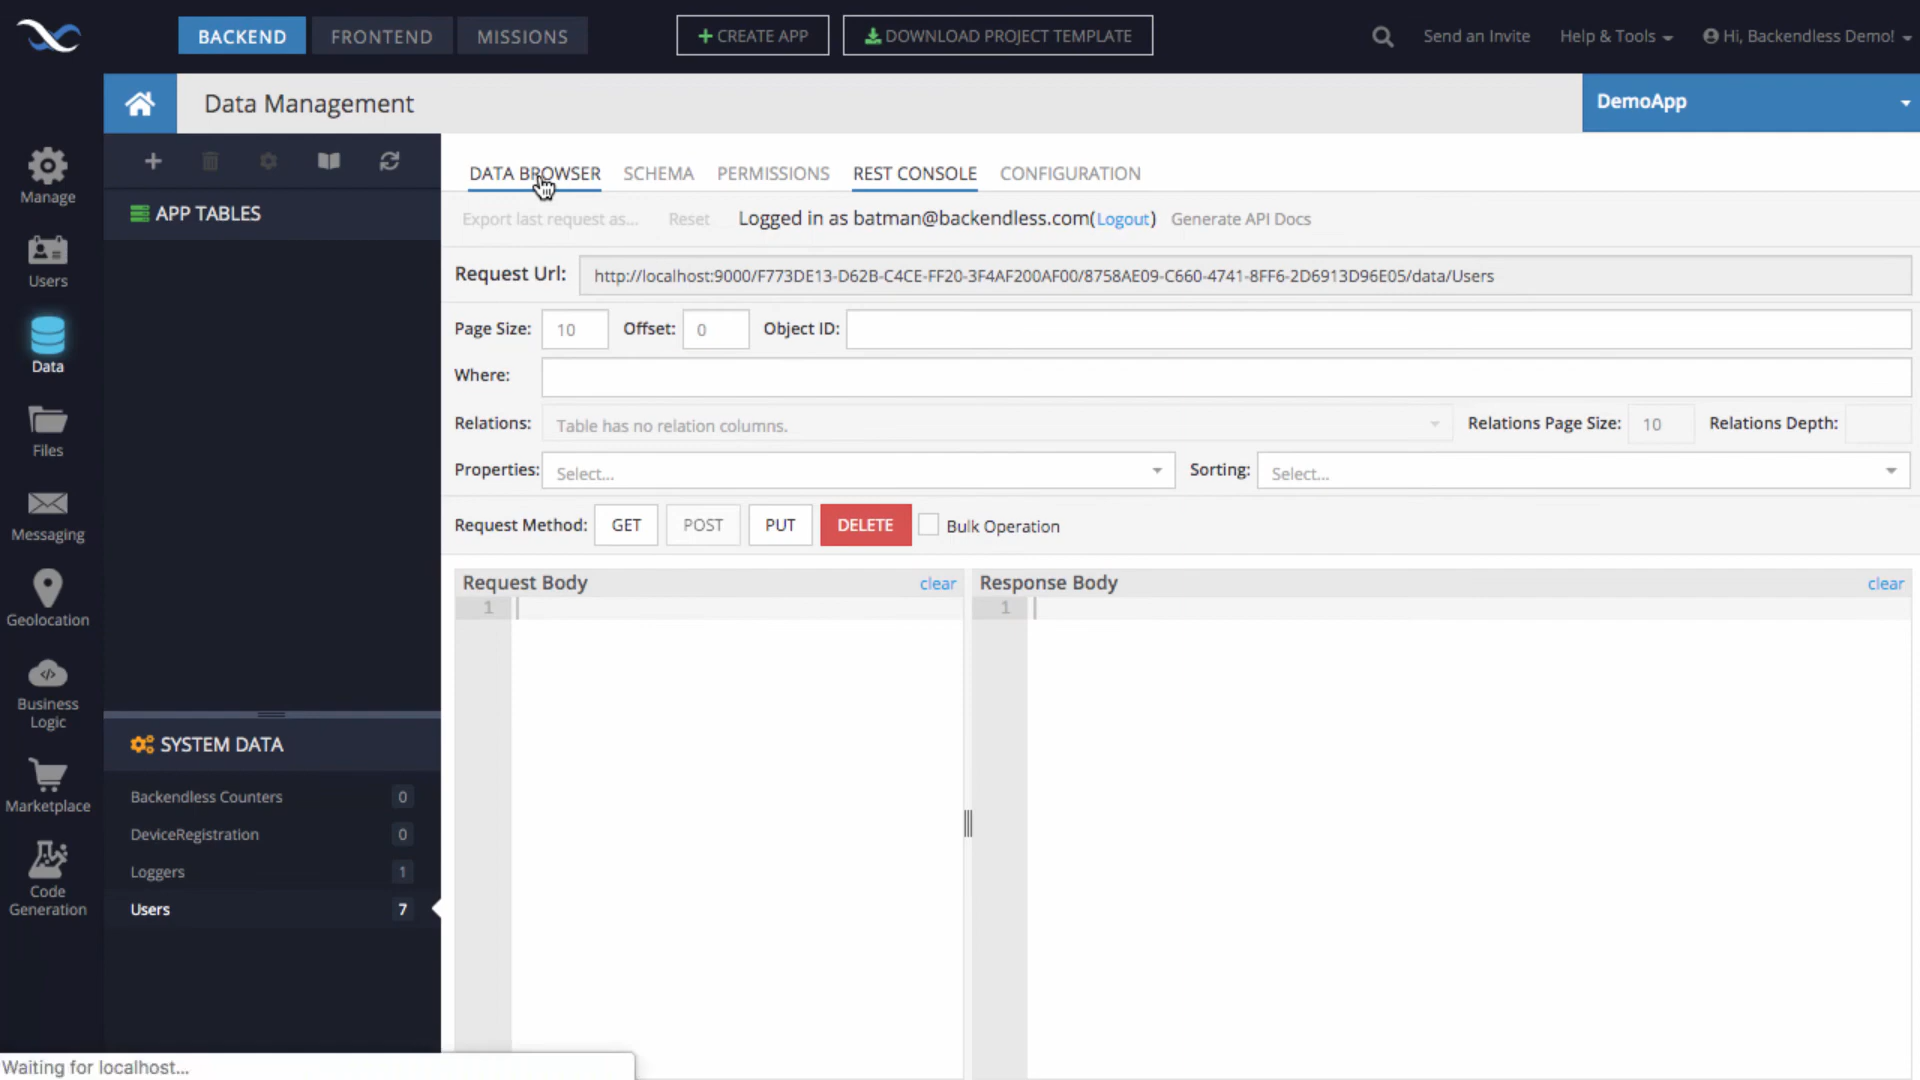 BACKEND FRONTEND MISSIONS + CREATE APP DOWNLOAD PROJECT TEMPLATE Send an Invite Help & Tools Hi, Backendless Demo!
Data Management DemoApp
Manage
Users
Data
Files
Messaging
Geolocation
Business
Logic
Marketplace
Code
Generation
APP TABLES
SYSTEM DATA
Backendless Counters 0
DeviceRegistration 0
Loggers 1
Users 7
DATA BROWSER SCHEMA PERMISSIONS REST CONSOLE CONFIGURATION
Export last request as... Reset Logged in as batman@backendless.com(Logout) Generate API Docs
Request Url: http://localhost:9000/F773DE13-D62B-C4CE-FF20-3F4AF200AF00/8758AE09-C660-4741-8FF6-2D6913D96E05/data/Users
Page Size: 10 Offset: 0 Object ID:
Where:
Relations: Table has no relation columns. Relations Page Size: 10 Relations Depth:
Properties: Select... Sorting: Select...
Request Method: GET POST PUT DELETE Bulk Operation
Request Body clear Response Body clear
1 1
Waiting for localhost...